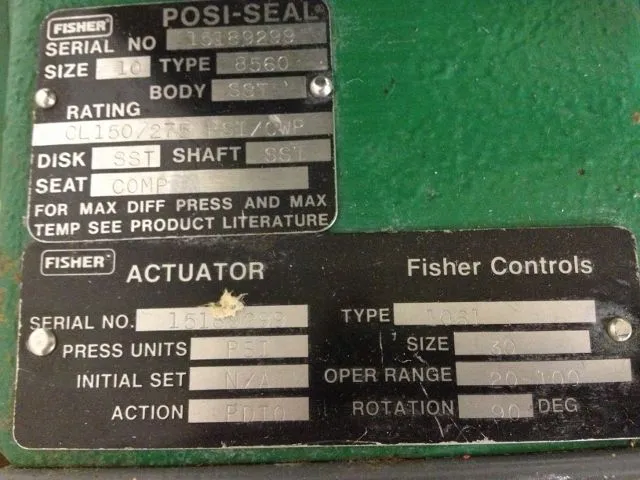 FISHER POSI-SEAL
SERIAL NO 15189299
SIZE 10 TYPE 8560
BODY SST
RATING
CL150/275 PSI/CWP
DISK SST SHAFT SST
SEAT COMP
FOR MAX DIFF PRESS AND MAX
TEMP SEE PRODUCT LITERATURE
FISHER ACTUATOR Fisher Controls
SERIAL NO. 15189299 TYPE 1061
PRESS UNITS PSI SIZE 30
INITIAL SET N/A OPER RANGE 20-100
ACTION PDTO ROTATION 90 DEG